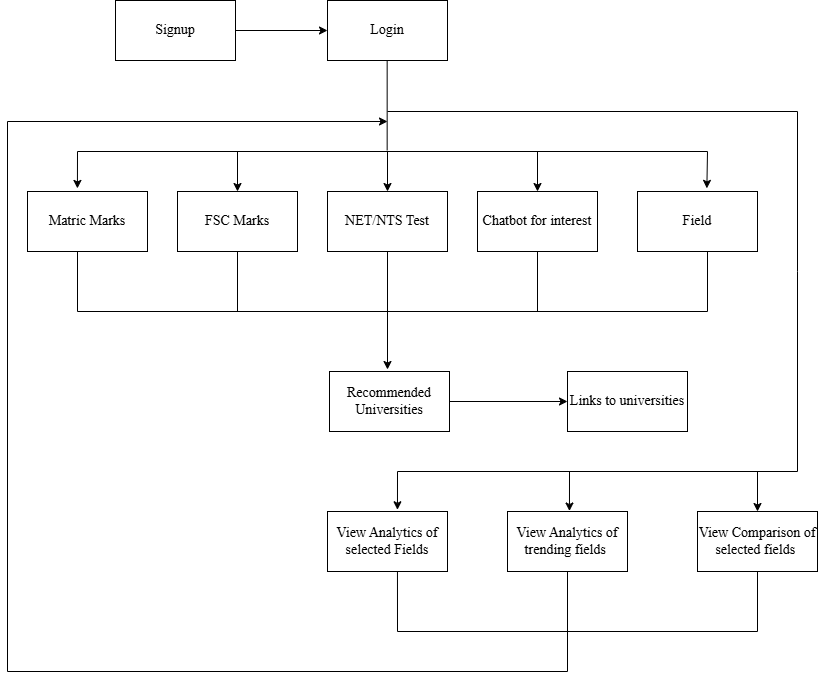 Signup
Login
Matric Marks
FSC Marks
NET/NTS Test
Chatbot for interest
Field
Recommended
Universities
Links to universities
View Analytics of
selected Fields
View Analytics of
trending fields
View Comparison of
selected fields